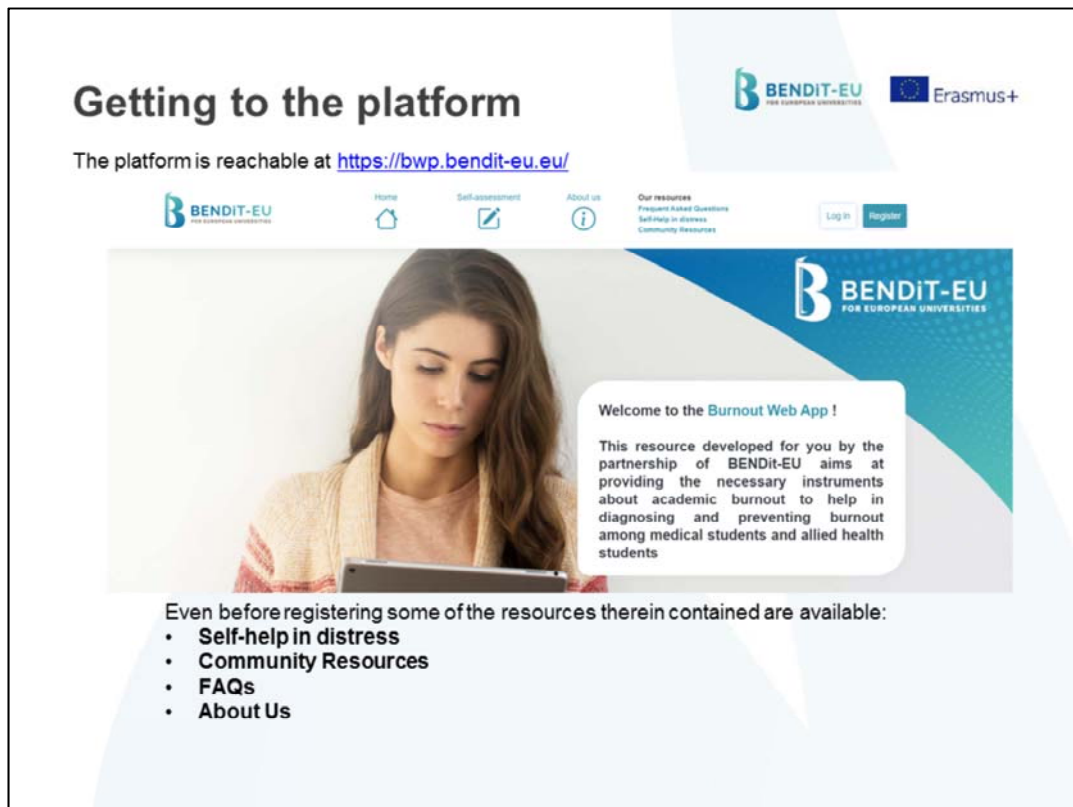 Getting to the platform
BENDiT-EU
FOR EUROPEAN UNIVERSITIES
Erasmus+
The platform is reachable at https://bwp.bendit-eu.eu/
BENDiT-EU
FOR EUROPEAN UNIVERSITIES
Home
Self-assessment
About us
Our resources
Frequent Asked Questions
Self-Help in distress
Community Resources
Log In
Register
BENDiT-EU
FOR EUROPEAN UNIVERSITIES
Welcome to the Burnout Web App !
This resource developed for you by the
partnership of BENDit-EU aims at
providing the necessary instruments
about academic burnout to help in
diagnosing and preventing burnout
among medical students and allied health
students
Even before registering some of the resources therein contained are available:
• Self-help in distress
• Community Resources
• FAQs
• About Us